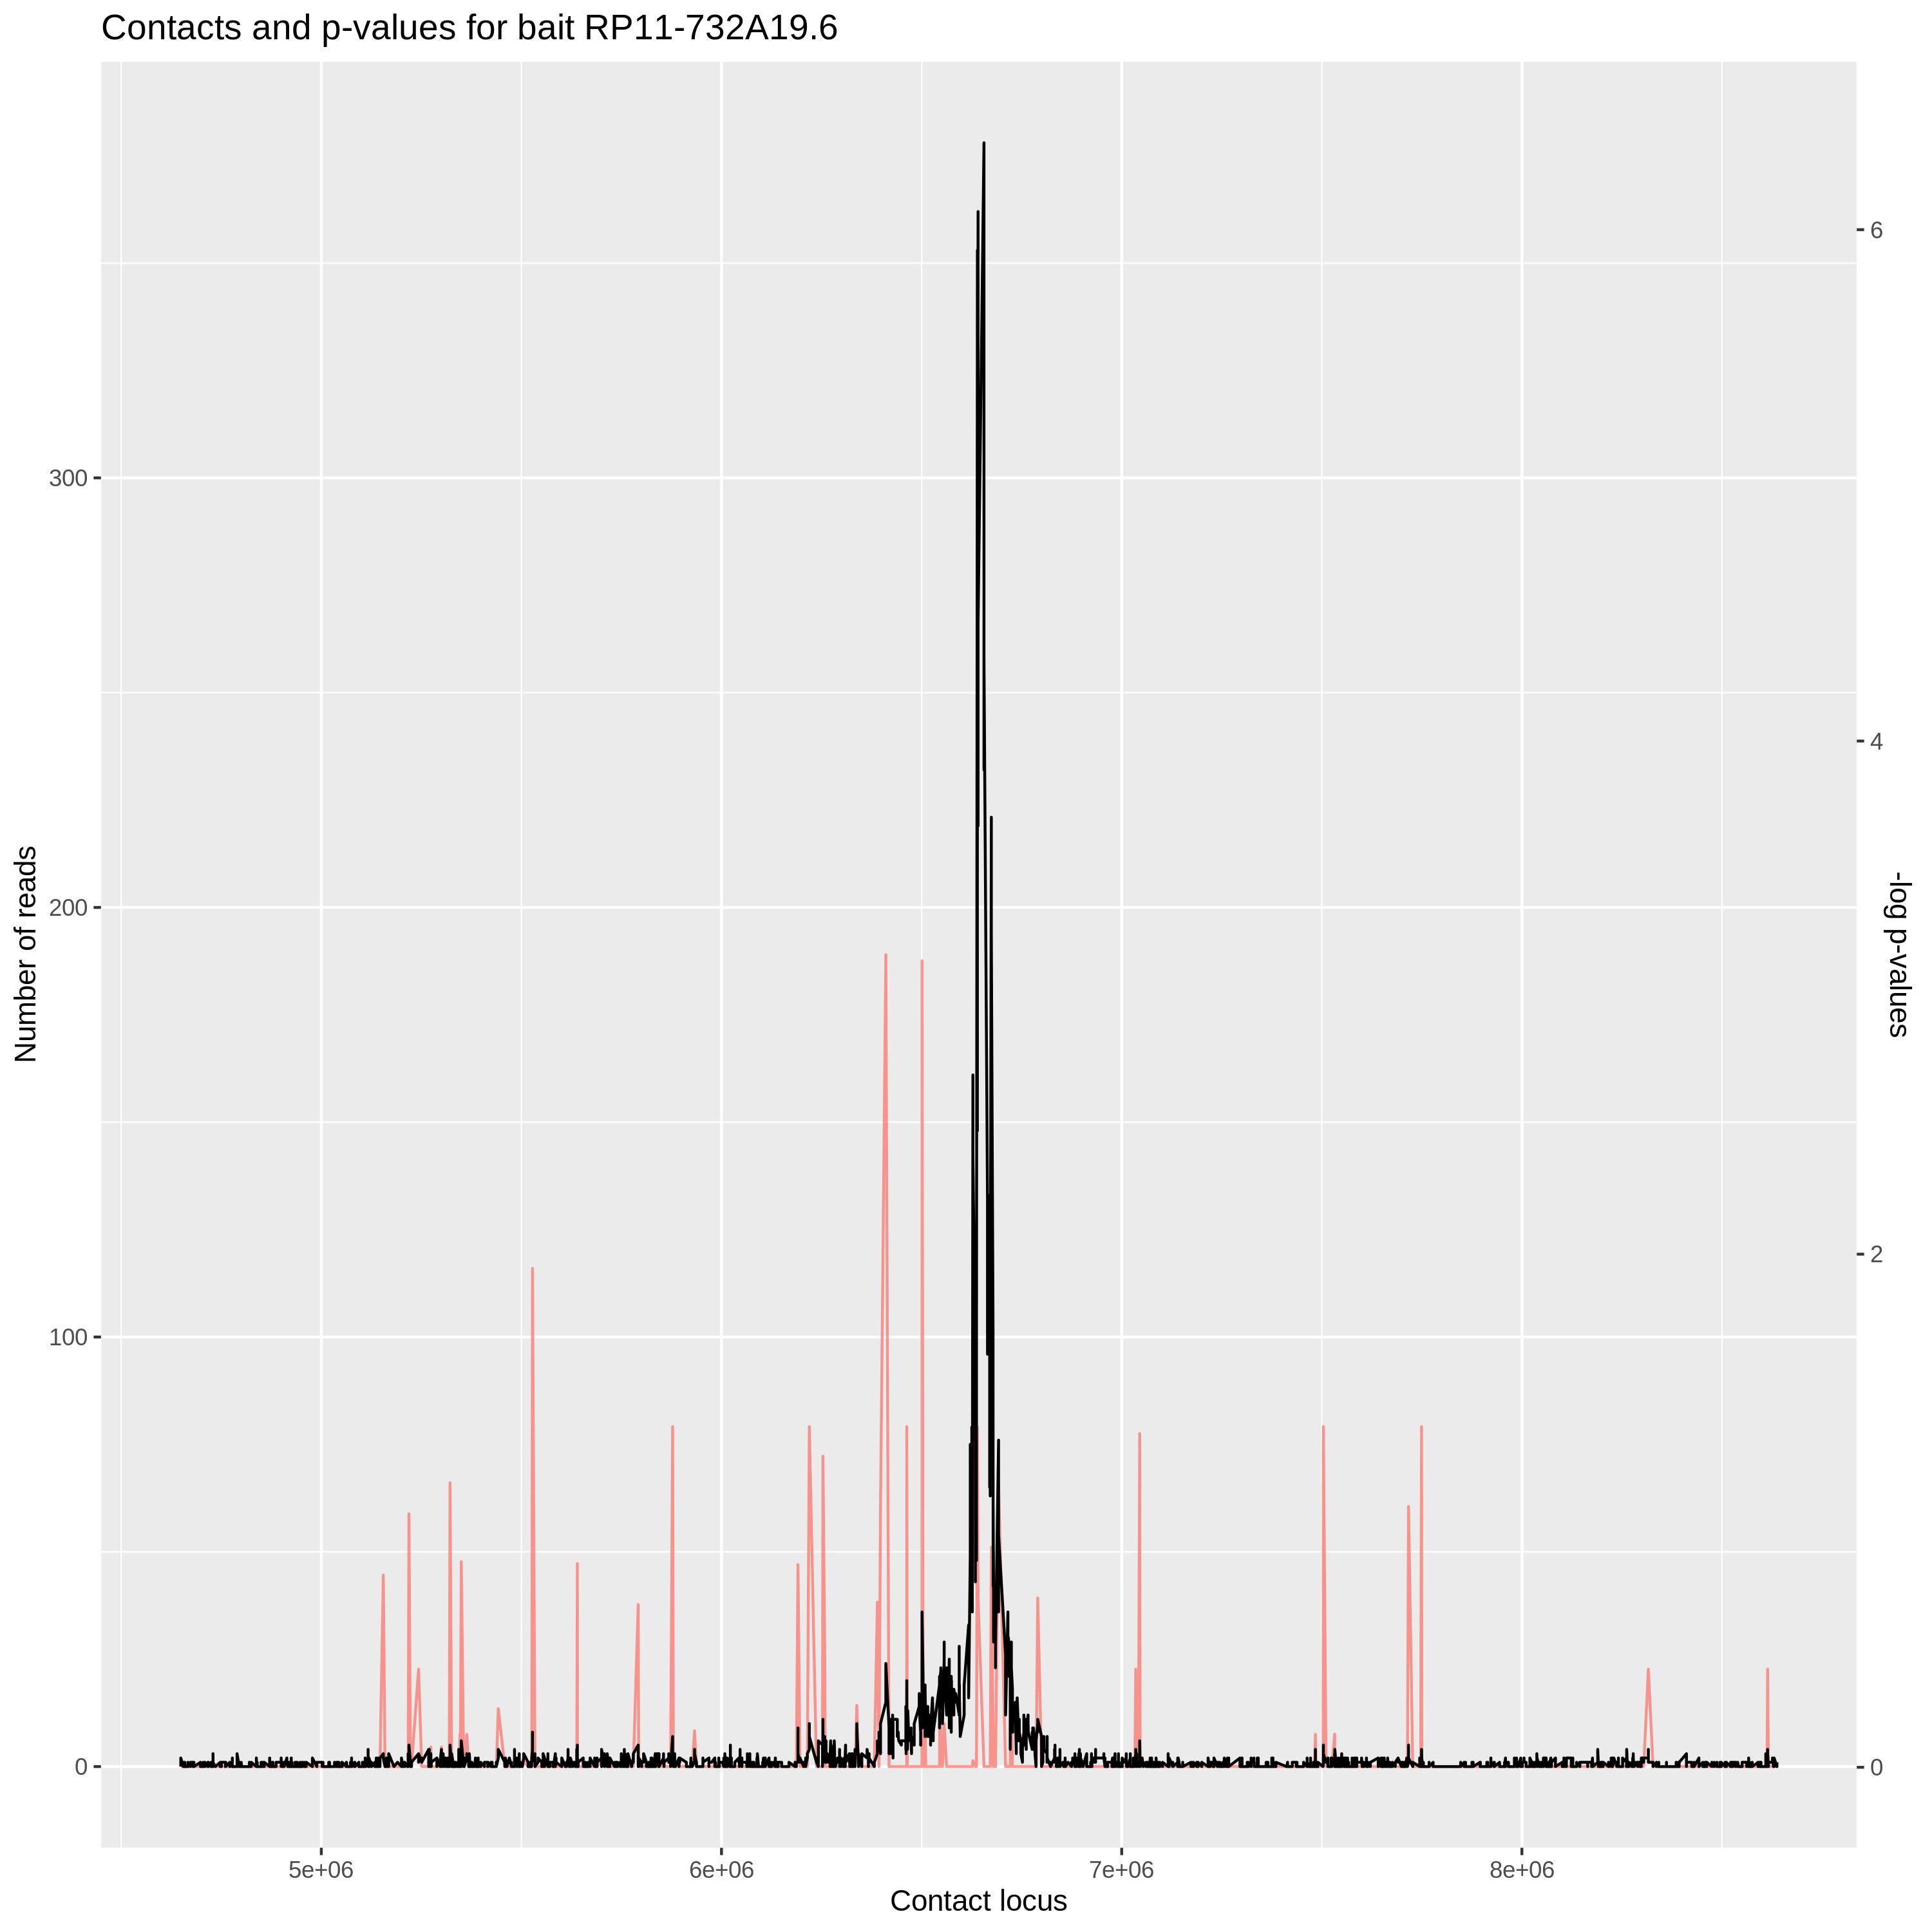 Contacts and p-values for bait RP11-732A19.6
Number of reads
300
200
100
0
6
4
2
0
-log p-values
5e+06
6e+06
7e+06
8e+06
Contact locus